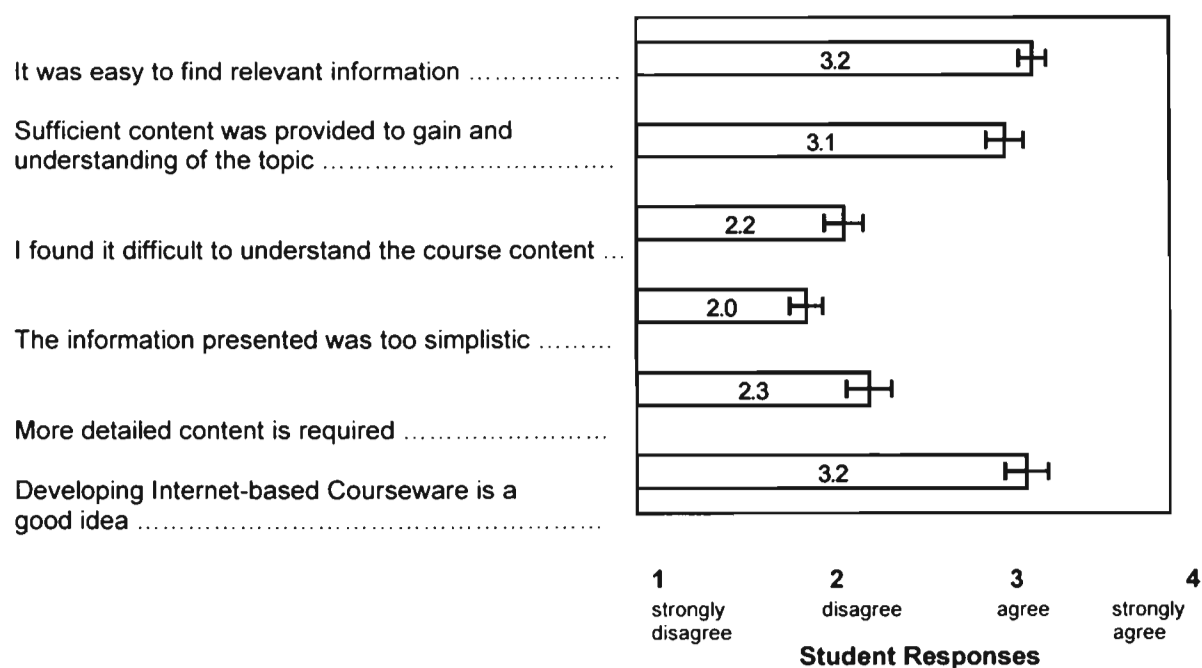 It was easy to find relevant information ……………… 3.2
Sufficient content was provided to gain and
understanding of the topic ………………………………… 3.1
I found it difficult to understand the course content … 2.2
The information presented was too simplistic ……… 2.0
More detailed content is required …………………… 2.3
Developing Internet-based Courseware is a
good idea ……………………………………………… 3.2
1 2 3 4
strongly disagree agree strongly
disagree agree
Student Responses